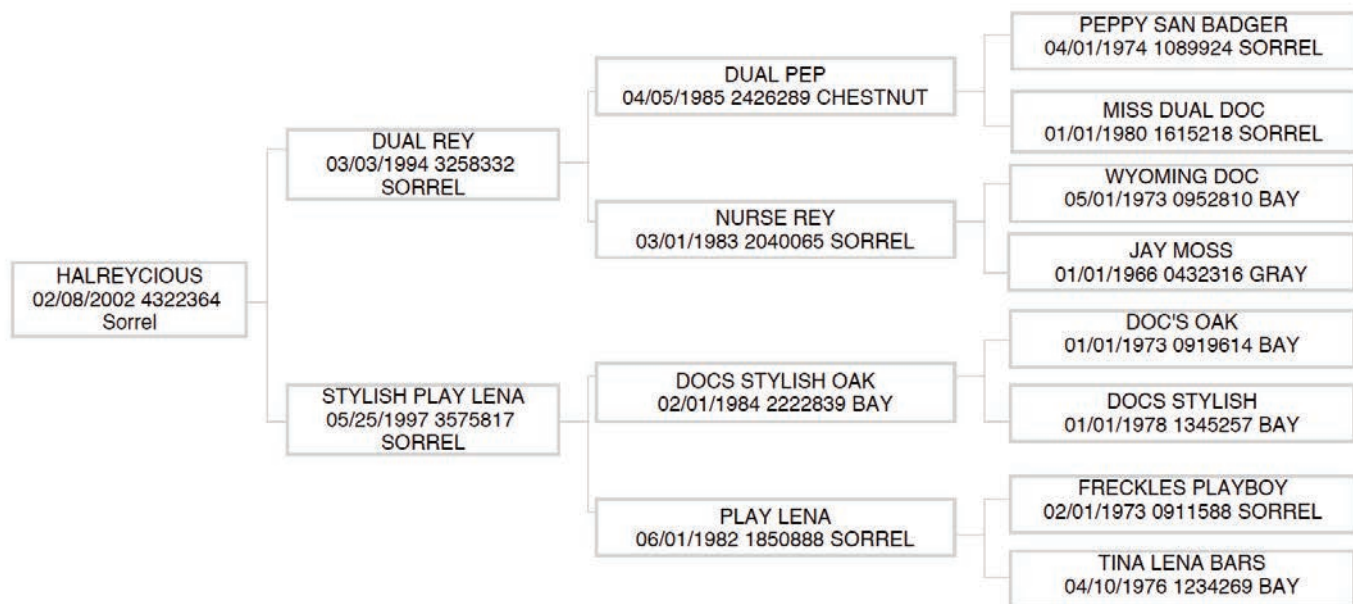 PEPPY SAN BADGER
04/01/1974 1089924 SORREL
DUAL PEP
04/05/1985 2426289 CHESTNUT
MISS DUAL DOC
01/01/1980 1615218 SORREL
DUAL REY
03/03/1994 3258332
SORREL
WYOMING DOC
05/01/1973 0952810 BAY
NURSE REY
03/01/1983 2040065 SORREL
JAY MOSS
01/01/1966 0432316 GRAY
HALREYCIOUS
02/08/2002 4322364
Sorrel
DOC'S OAK
01/01/1973 0919614 BAY
DOCS STYLISH OAK
02/01/1984 2222839 BAY
DOCS STYLISH
01/01/1978 1345257 BAY
STYLISH PLAY LENA
05/25/1997 3575817
SORREL
FRECKLES PLAYBOY
02/01/1973 0911588 SORREL
PLAY LENA
06/01/1982 1850888 SORREL
TINA LENA BARS
04/10/1976 1234269 BAY